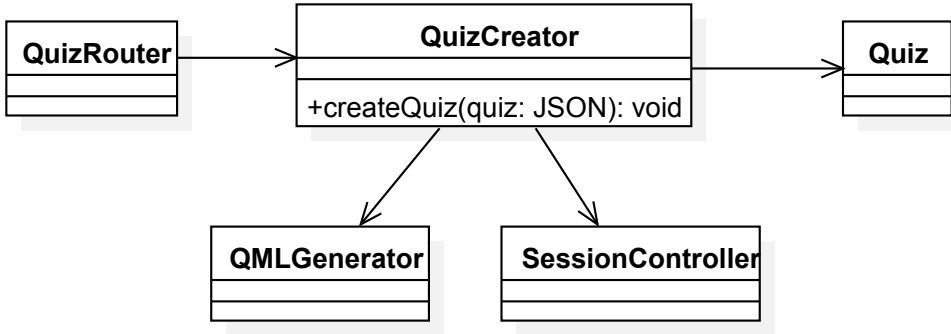 QuizRouter
QuizCreator
+createQuiz(quiz: JSON): void
Quiz
QMLGenerator
SessionController